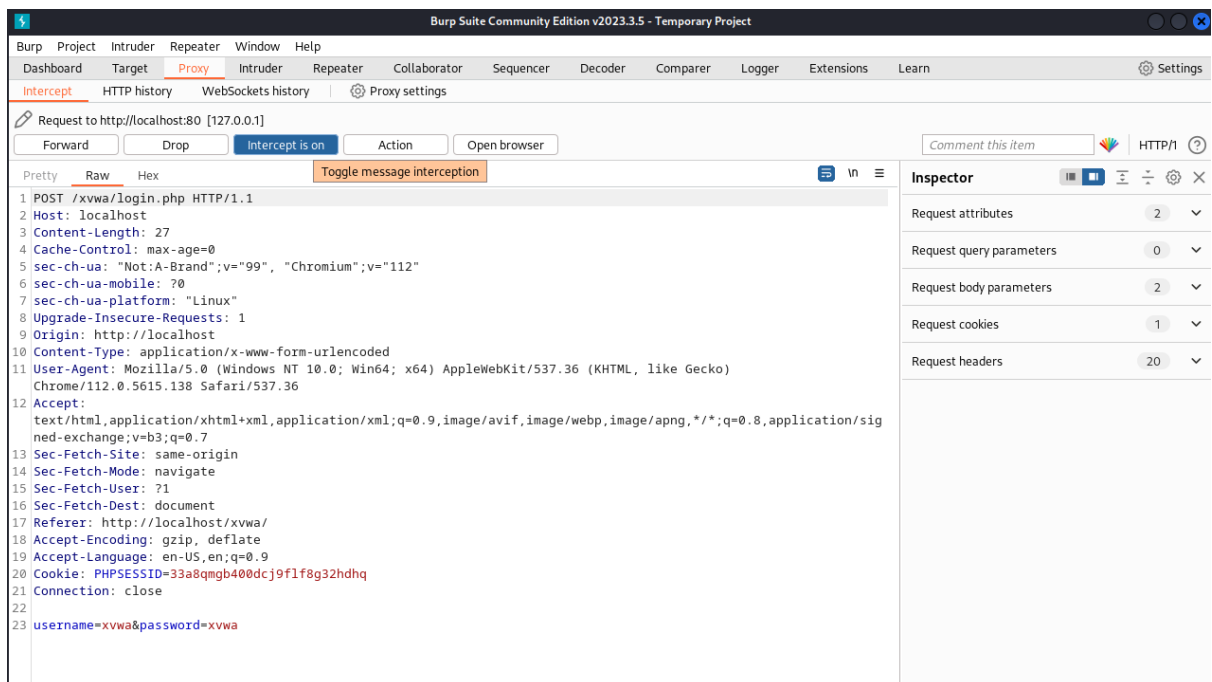 Burp Suite Community Edition v2023.3.5 - Temporary Project
Burp Project Intruder Repeater Window Help
Dashboard Target Proxy Intruder Repeater Collaborator Sequencer Decoder Comparer Logger Extensions Learn Settings
Intercept HTTP history WebSockets history Proxy settings
Request to http://localhost:80 [127.0.0.1]
Forward Drop Intercept is on Action Open browser Comment this item HTTP/1 ?
Toggle message interception
Pretty Raw Hex \n
1 POST /xvwa/login.php HTTP/1.1
2 Host: localhost
3 Content-Length: 27
4 Cache-Control: max-age=0
5 sec-ch-ua: "Not:A-Brand";v="99", "Chromium";v="112"
6 sec-ch-ua-mobile: ?0
7 sec-ch-ua-platform: "Linux"
8 Upgrade-Insecure-Requests: 1
9 Origin: http://localhost
10 Content-Type: application/x-www-form-urlencoded
11 User-Agent: Mozilla/5.0 (Windows NT 10.0; Win64; x64) AppleWebKit/537.36 (KHTML, like Gecko)
Chrome/112.0.5615.138 Safari/537.36
12 Accept:
text/html,application/xhtml+xml,application/xml;q=0.9,image/avif,image/webp,image/apng,*/*;q=0.8,application/sig
ned-exchange;v=b3;q=0.7
13 Sec-Fetch-Site: same-origin
14 Sec-Fetch-Mode: navigate
15 Sec-Fetch-User: ?1
16 Sec-Fetch-Dest: document
17 Referer: http://localhost/xvwa/
18 Accept-Encoding: gzip, deflate
19 Accept-Language: en-US,en;q=0.9
20 Cookie: PHPSESSID=33a8qmgb400dcj9flf8g32hdhq
21 Connection: close
22
23 username=xvwa&password=xvwa
Inspector
Request attributes 2
Request query parameters 0
Request body parameters 2
Request cookies 1
Request headers 20